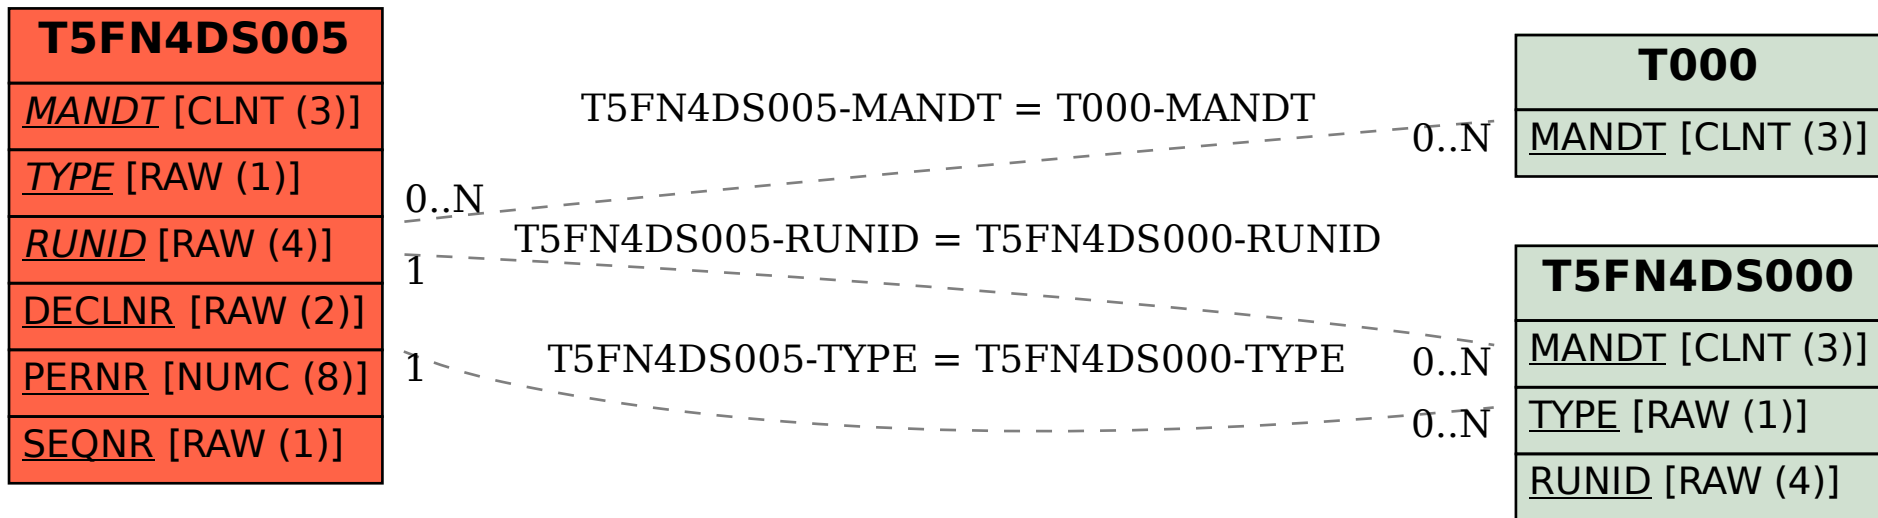 T5FN4DS005
MANDT [CLNT (3)]
TYPE [RAW (1)]
RUNID [RAW (4)]
DECLNR [RAW (2)]
PERNR [NUMC (8)]
SEQNR [RAW (1)]
T5FN4DS005-MANDT = T000-MANDT
0..N
0..N
T5FN4DS005-RUNID = T5FN4DS000-RUNID
1
0..N
T5FN4DS005-TYPE = T5FN4DS000-TYPE
1
0..N
T000
MANDT [CLNT (3)]
T5FN4DS000
MANDT [CLNT (3)]
TYPE [RAW (1)]
RUNID [RAW (4)]